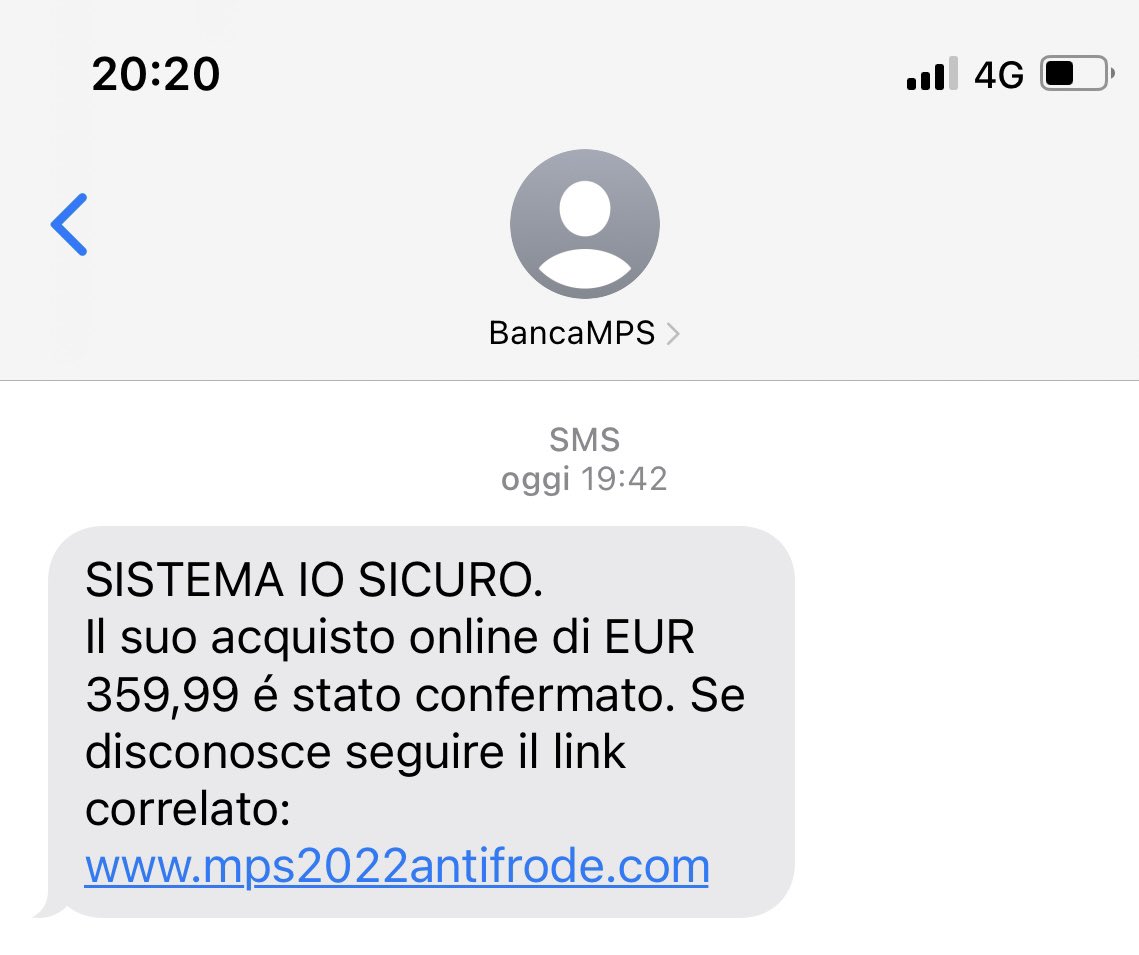 20:20
4G
BancaMPS
SMS
oggi 19:42
SISTEMA IO SICURO.
Il suo acquisto online di EUR
359,99 é stato confermato. Se
disconosce seguire il link
correlato:
www.mps2022antifrode.com